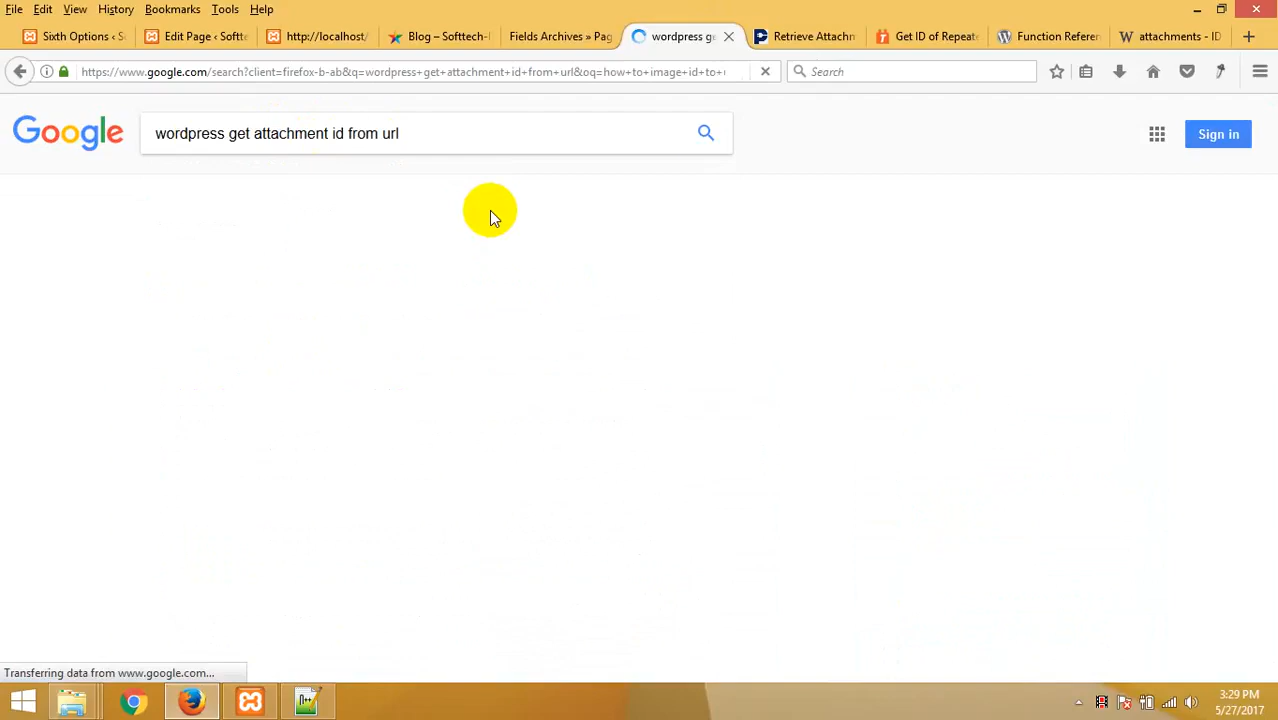 File Edit View History Bookmarks Tools Help
Sixth Options ‹ S
Edit Page ‹ Softte
http://localhost/
Blog – Softtech-
Fields Archives » Pag
wordpress ge
Retrieve Attachm
Get ID of Repeate
Function Referen
attachments - ID
https://www.google.com/search?client=firefox-b-ab&q=wordpress+get+attachment+id+from+url&oq=how+to+image+id+to+
Search
Google
wordpress get attachment id from url
Sign in
Transferring data from www.google.com...
3:29 PM
5/27/2017